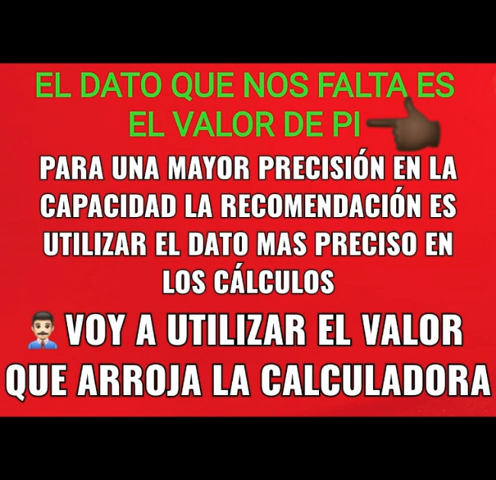 EL DATO QUE NOS FALTA ES
EL VALOR DE PI
PARA UNA MAYOR PRECISIÓN EN LA
CAPACIDAD LA RECOMENDACIÓN ES
UTILIZAR EL DATO MAS PRECISO EN
LOS CÁLCULOS
VOY A UTILIZAR EL VALOR
QUE ARROJA LA CALCULADORA